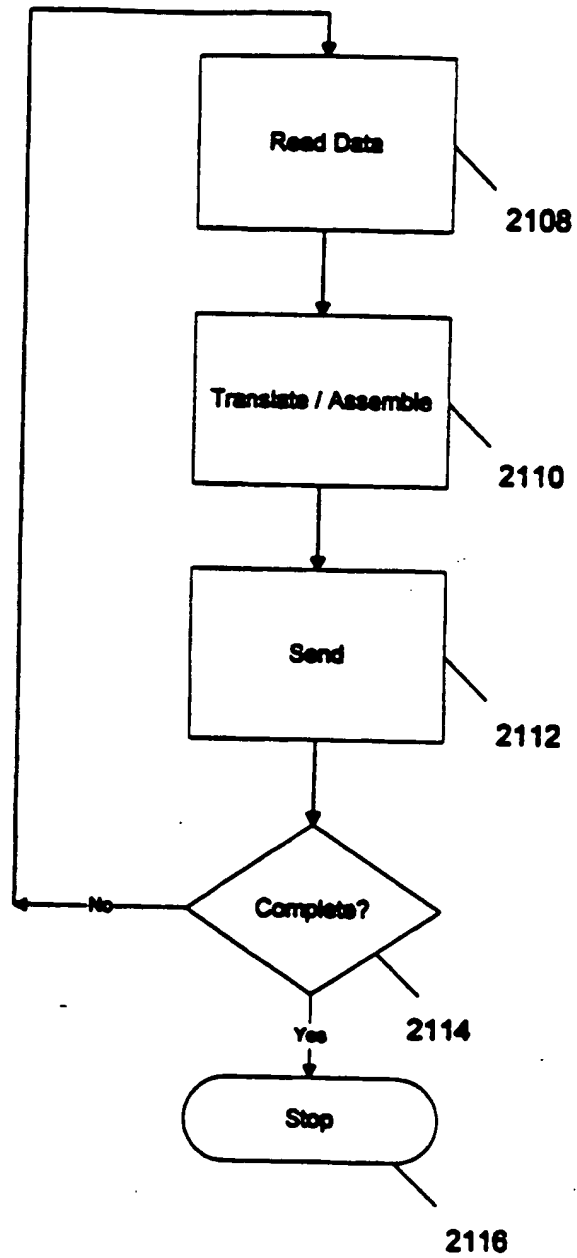 Read Data
2108
Translate / Assemble
2110
Send
2112
Complete?
No
2114
Yes
Stop
2116